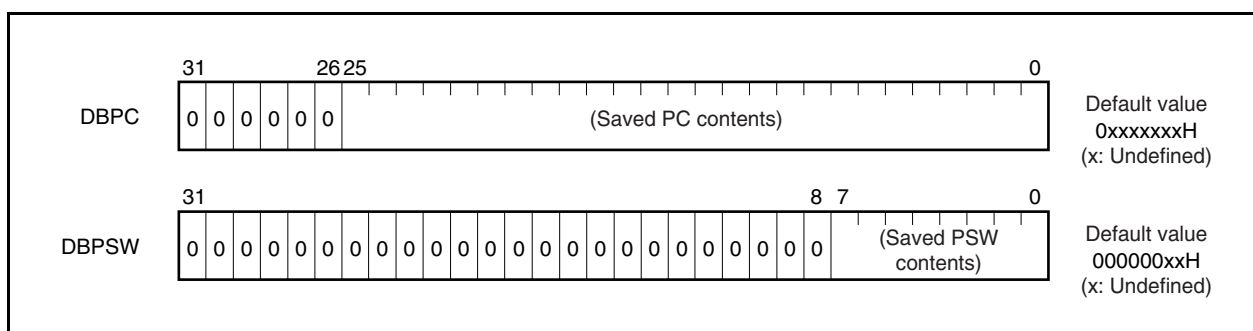 31 26 25 0
DBPC 0 0 0 0 0 0 (Saved PC contents) Default value
0xxxxxxxH
(x: Undefined)
31 8 7 0
DBPSW 0 0 0 0 0 0 0 0 0 0 0 0 0 0 0 0 0 0 0 0 0 0 0 0 (Saved PSW
contents) Default value
000000xxH
(x: Undefined)